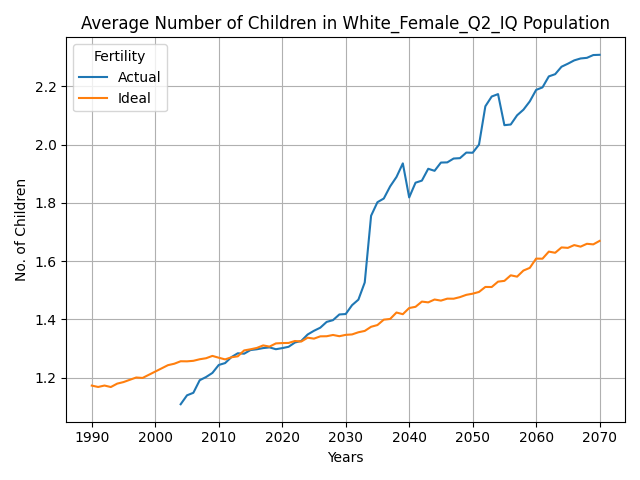 Average Number of Children in White_Female_Q2_IQ Population
Fertility
Actual
Ideal
No. of Children
2.2
2.0
1.8
1.6
1.4
1.2
1990 2000 2010 2020 2030 2040 2050 2060 2070
Years